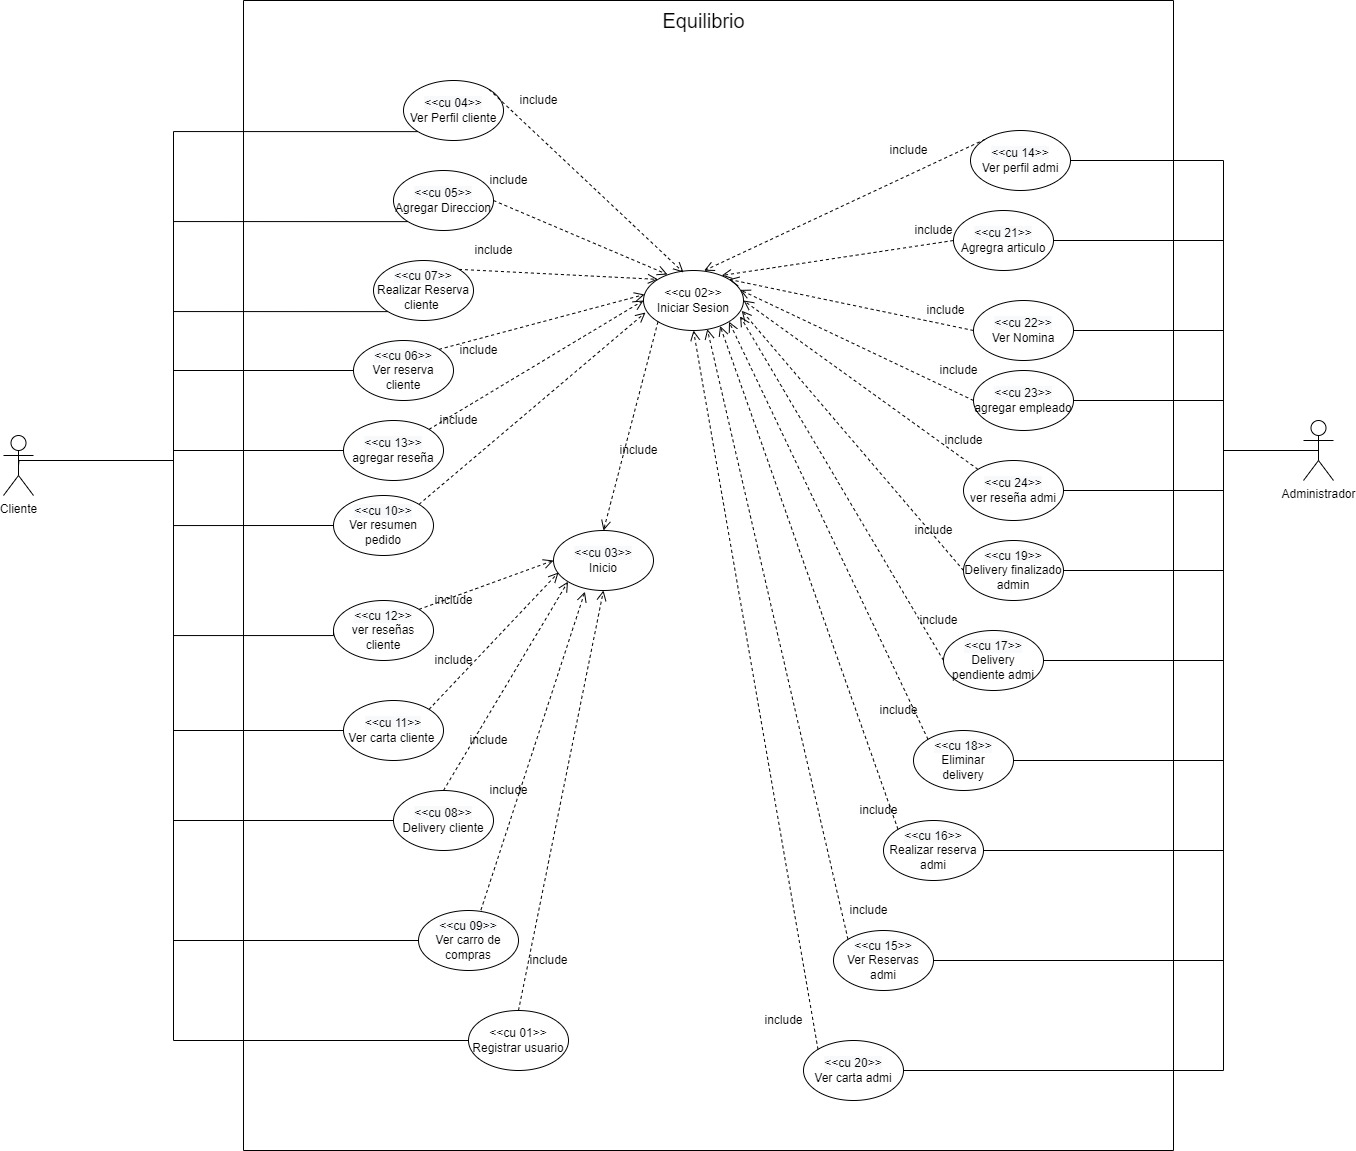 Equilibrio
<<cu 04>>
Ver Perfil cliente
include
<<cu 05>>
Agregar Direccion
include
<<cu 07>>
Realizar Reserva
cliente
include
<<cu 06>>
Ver reserva
cliente
include
<<cu 13>>
agregar reseña
include
<<cu 10>>
Ver resumen
pedido
<<cu 12>>
ver reseñas
cliente
include
<<cu 11>>
Ver carta cliente
include
<<cu 08>>
Delivery cliente
include
<<cu 09>>
Ver carro de
compras
include
<<cu 01>>
Registrar usuario
include
Cliente
<<cu 02>>
Iniciar Sesion
include
<<cu 03>>
Inicio
<<cu 14>>
Ver perfil admi
include
<<cu 21>>
Agregra articulo
include
<<cu 22>>
Ver Nomina
include
<<cu 23>>
agregar empleado
include
<<cu 24>>
ver reseña admi
include
<<cu 19>>
Delivery finalizado
admin
include
<<cu 17>>
Delivery
pendiente admi
include
<<cu 18>>
Eliminar
delivery
include
<<cu 16>>
Realizar reserva
admi
include
<<cu 15>>
Ver Reservas
admi
include
<<cu 20>>
Ver carta admi
include
Administrador